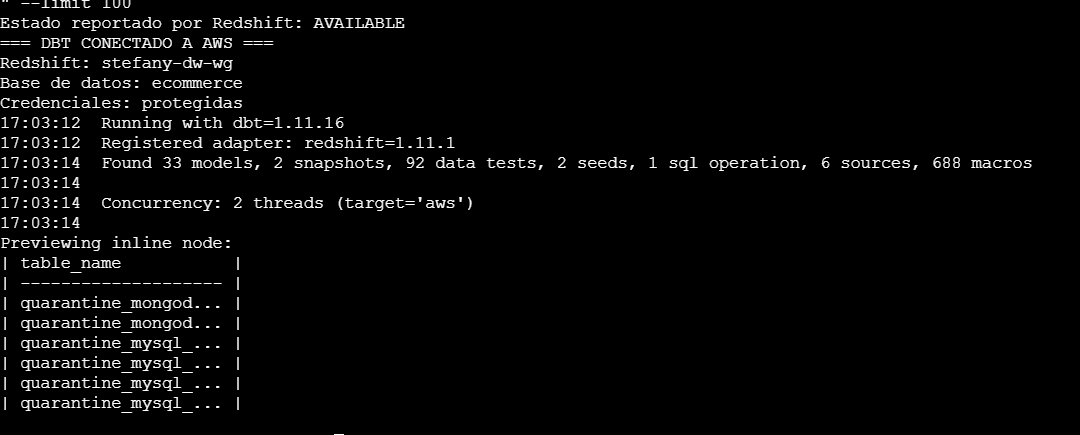 " --limit 100
Estado reportado por Redshift: AVAILABLE
=== DBT CONECTADO A AWS ===
Redshift: stefany-dw-wg
Base de datos: ecommerce
Credenciales: protegidas
17:03:12  Running with dbt=1.11.16
17:03:12  Registered adapter: redshift=1.11.1
17:03:14  Found 33 models, 2 snapshots, 92 data tests, 2 seeds, 1 sql operation, 6 sources, 688 macros
17:03:14
17:03:14  Concurrency: 2 threads (target='aws')
17:03:14
Previewing inline node:
| table_name           |
| -------------------- |
| quarantine_mongod... |
| quarantine_mongod... |
| quarantine_mysql_... |
| quarantine_mysql_... |
| quarantine_mysql_... |
| quarantine_mysql_... |